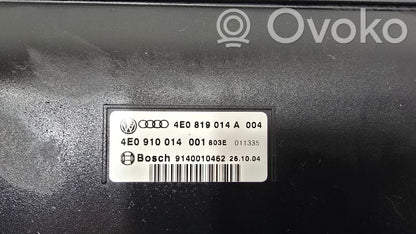 Ovoko
4E0 819 014 A 004
4E0 910 014 001 803E 011335
Bosch 9140010462 26.10.04